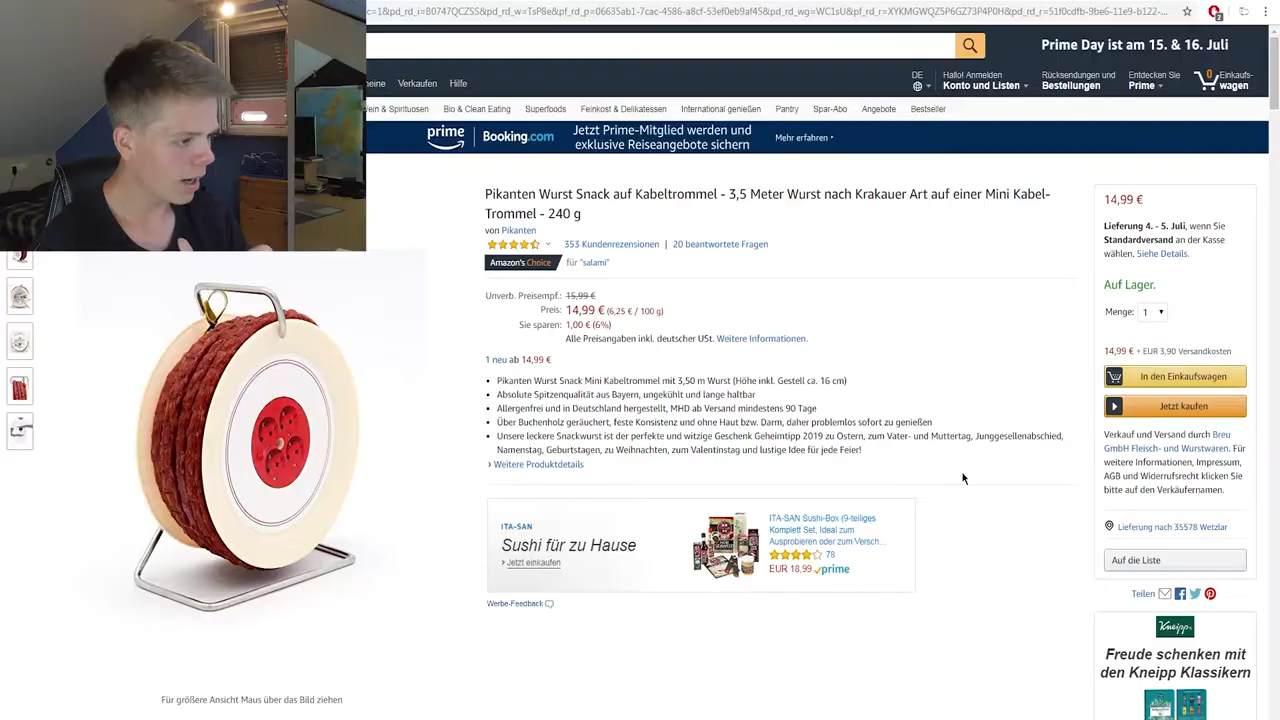 c=1&pd_rd_i=B0747QCZSS&pd_rd_w=TsP8e&pf_rd_p=06635ab1-7cac-4586-a8cf-53ef0eb9af45&pd_rd_wg=WC1sU&pf_rd_r=XYKMGWQZ5P6GZ73P4P0H&pd_rd_r=51f0cdfb-9be6-11e9-b122-...
Prime Day ist am 15. & 16. Juli
Verkaufen Hilfe
DE
Hallo! Anmelden
Konto und Listen
Rücksendungen und
Bestellungen
Entdecken Sie
Prime
0
Einkaufs-
wagen
ein & Spirituosen Bio & Clean Eating Superfoods Feinkost & Delikatessen International genießen Pantry Spar-Abo Angebote Bestseller
prime Booking.com
Jetzt Prime-Mitglied werden und
exklusive Reiseangebote sichern
Mehr erfahren ›
Pikanten Wurst Snack auf Kabeltrommel - 3,5 Meter Wurst nach Krakauer Art auf einer Mini Kabel-
Trommel - 240 g
von Pikanten
353 Kundenrezensionen | 20 beantwortete Fragen
Amazon's Choice für "salami"
Unverb. Preisempf.: 15,99 €
Preis: 14,99 € (6,25 € / 100 g)
Sie sparen: 1,00 € (6%)
Alle Preisangaben inkl. deutscher USt. Weitere Informationen.
1 neu ab 14,99 €
• Pikanten Wurst Snack Mini Kabeltrommel mit 3,50 m Wurst (Höhe inkl. Gestell ca. 16 cm)
• Absolute Spitzenqualität aus Bayern, ungekühlt und lange haltbar
• Allergenfrei und in Deutschland hergestellt, MHD ab Versand mindestens 90 Tage
• Über Buchenholz geräuchert, feste Konsistenz und ohne Haut bzw. Darm, daher problemlos sofort zu genießen
• Unsere leckere Snackwurst ist der perfekte und witzige Geschenk Geheimtipp 2019 zu Ostern, zum Vater- und Muttertag, Junggesellenabschied,
Namenstag, Geburtstagen, zu Weihnachten, zum Valentinstag und lustige Idee für jede Feier!
› Weitere Produktdetails
ITA-SAN
Sushi für zu Hause
› Jetzt einkaufen
ITA-SAN Sushi-Box (9-teiliges
Komplett Set, Ideal zum
Ausprobieren oder zum Versch...
78
EUR 18,99 prime
Werbe-Feedback
Für größere Ansicht Maus über das Bild ziehen
14,99 €
Lieferung 4. - 5. Juli, wenn Sie
Standardversand an der Kasse
wählen. Siehe Details.
Auf Lager.
Menge: 1
14,99 € + EUR 3,90 Versandkosten
In den Einkaufswagen
Jetzt kaufen
Verkauf und Versand durch Breu
GmbH Fleisch- und Wurstwaren. Für
weitere Informationen, Impressum,
AGB und Widerrufsrecht klicken Sie
bitte auf den Verkäufernamen.
Lieferung nach 35578 Wetzlar
Auf die Liste
Teilen
Kneipp
Freude schenken mit
den Kneipp Klassikern